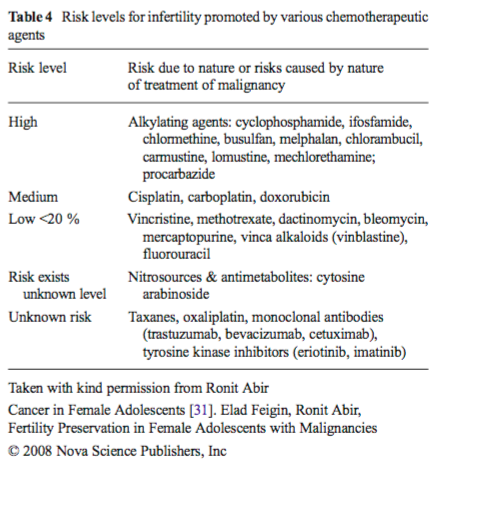 Table 4 Risk levels for infertility promoted by various chemotherapeutic
agents
Risk level Risk due to nature or risks caused by nature
of treatment of malignancy
High Alkylating agents: cyclophosphamide, ifosfamide,
chlormethine, busulfan, melphalan, chlorambucil,
carmustine, lomustine, mechlorethamine;
procarbazide
Medium Cisplatin, carboplatin, doxorubicin
Low <20 % Vincristine, methotrexate, dactinomycin, bleomycin,
mercaptopurine, vinca alkaloids (vinblastine),
fluorouracil
Risk exists Nitrosources & antimetabolites: cytosine
unknown level arabinoside
Unknown risk Taxanes, oxaliplatin, monoclonal antibodies
(trastuzumab, bevacizumab, cetuximab),
tyrosine kinase inhibitors (eriotinib, imatinib)
Taken with kind permission from Ronit Abir
Cancer in Female Adolescents [31]. Elad Feigin, Ronit Abir,
Fertility Preservation in Female Adolescents with Malignancies
© 2008 Nova Science Publishers, Inc